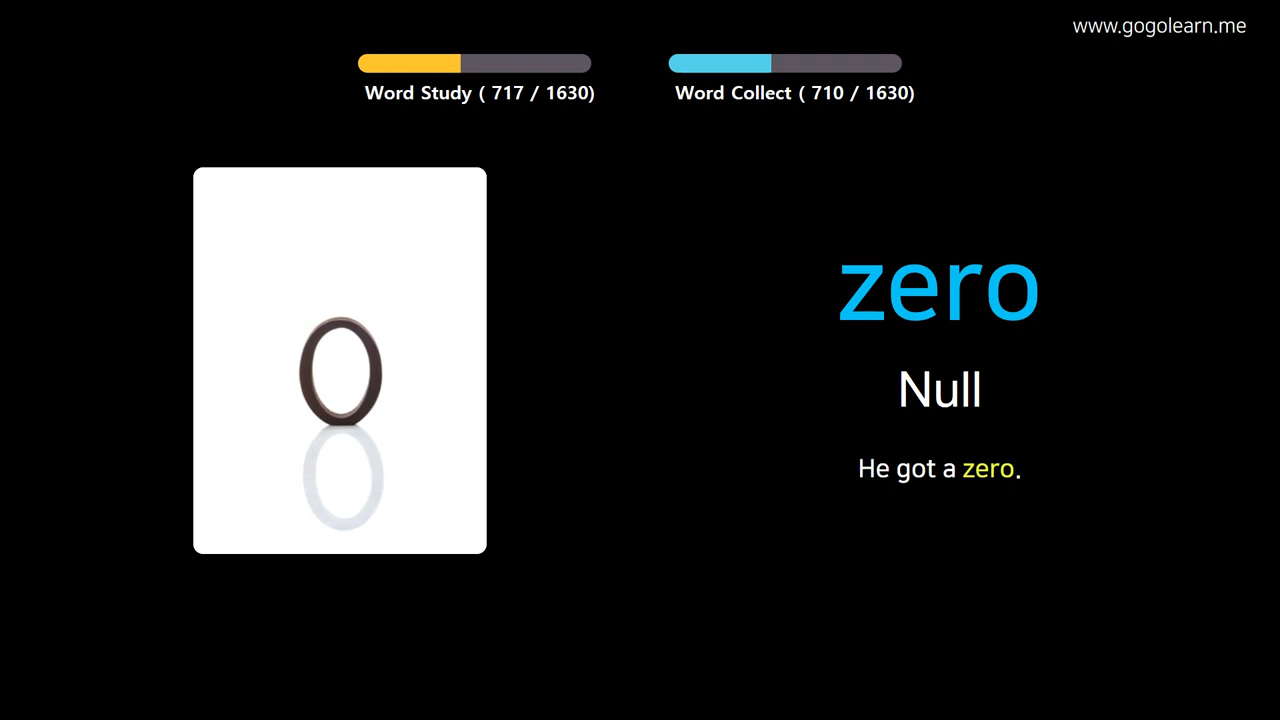 www.gogolearn.me
Word Study ( 717 / 1630)
Word Collect ( 710 / 1630)
0
zero
Null
He got a zero.